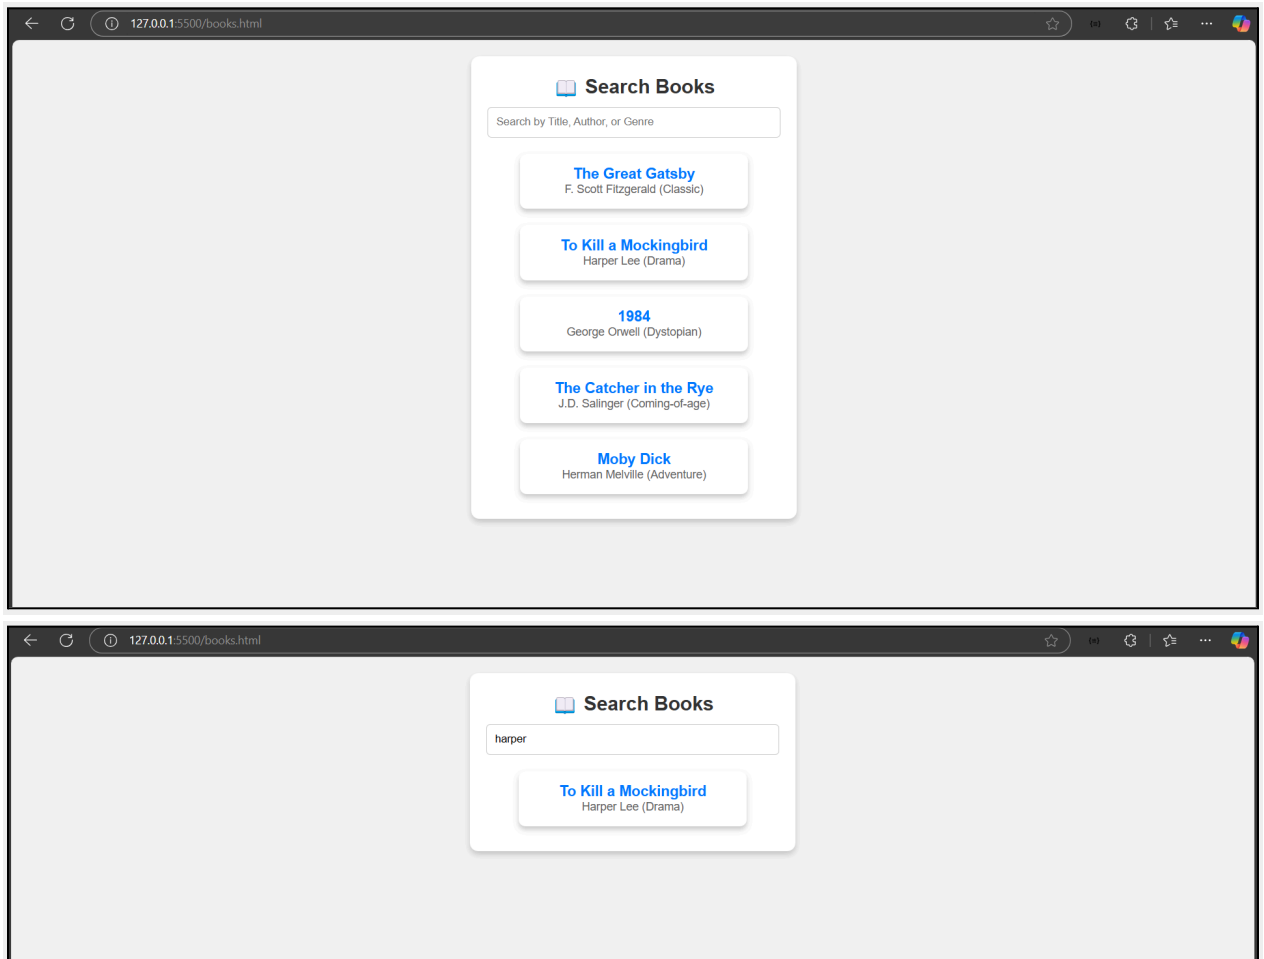 127.0.0.1:5500/books.html
Search Books
Search by Title, Author, or Genre
The Great Gatsby
F. Scott Fitzgerald (Classic)
To Kill a Mockingbird
Harper Lee (Drama)
1984
George Orwell (Dystopian)
The Catcher in the Rye
J.D. Salinger (Coming-of-age)
Moby Dick
Herman Melville (Adventure)
127.0.0.1:5500/books.html
Search Books
harper
To Kill a Mockingbird
Harper Lee (Drama)